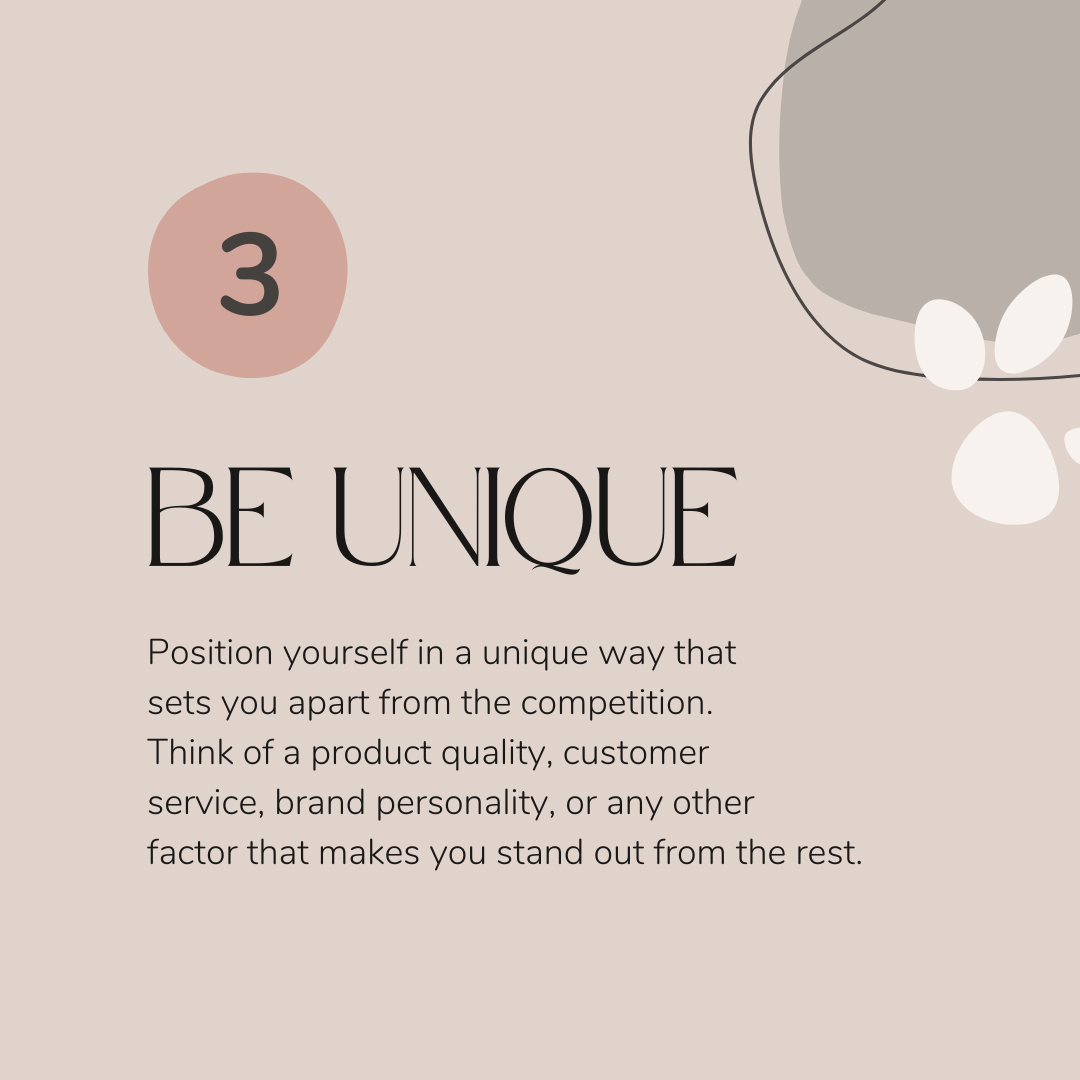 3
BE UNIQUE
Position yourself in a unique way that
sets you apart from the competition.
Think of a product quality, customer
service, brand personality, or any other
factor that makes you stand out from the rest.